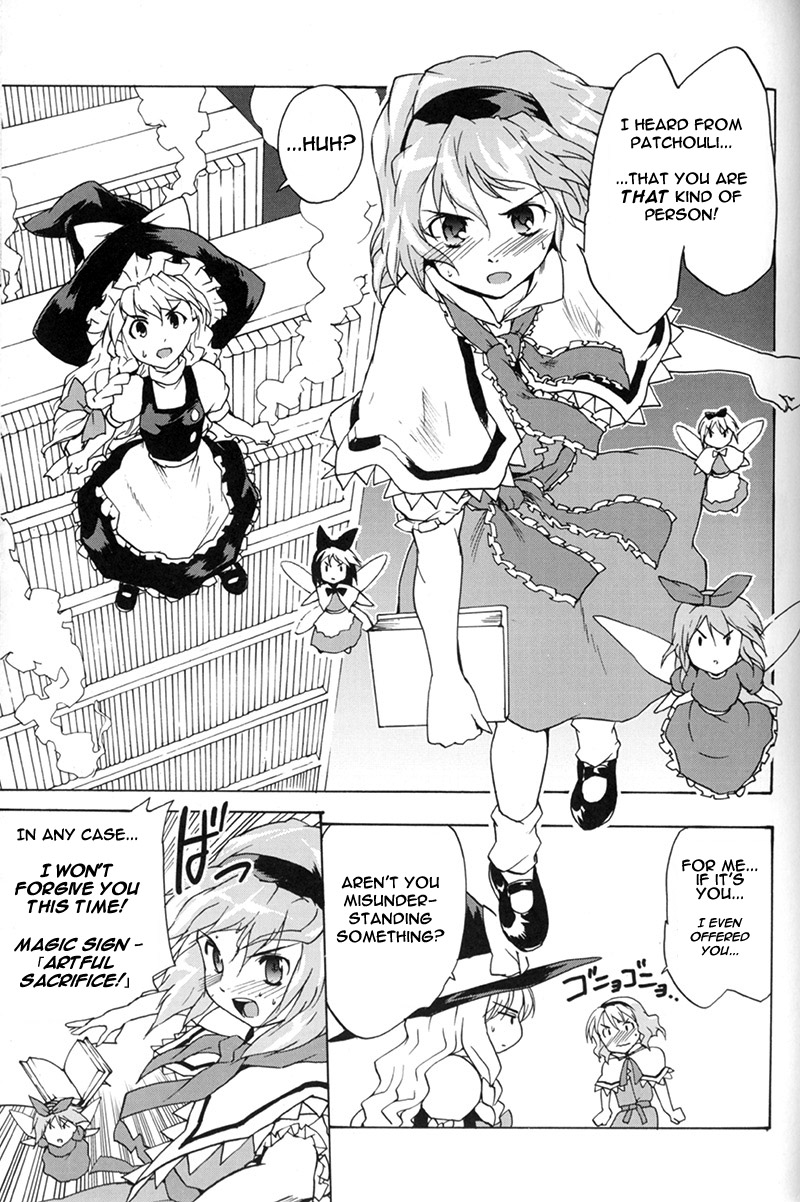 I HEARD FROM
PATCHOULI...
...THAT YOU ARE
THAT KIND OF
PERSON!
...HUH?
FOR ME...
IF IT'S
YOU...
I EVEN
OFFERED
YOU...
ゴニョゴニョ..
AREN'T YOU
MISUNDER-
STANDING
SOMETHING?
IN ANY CASE...
I WON'T
FORGIVE YOU
THIS TIME!
MAGIC SIGN -
「ARTFUL
SACRIFICE!」
ばっ